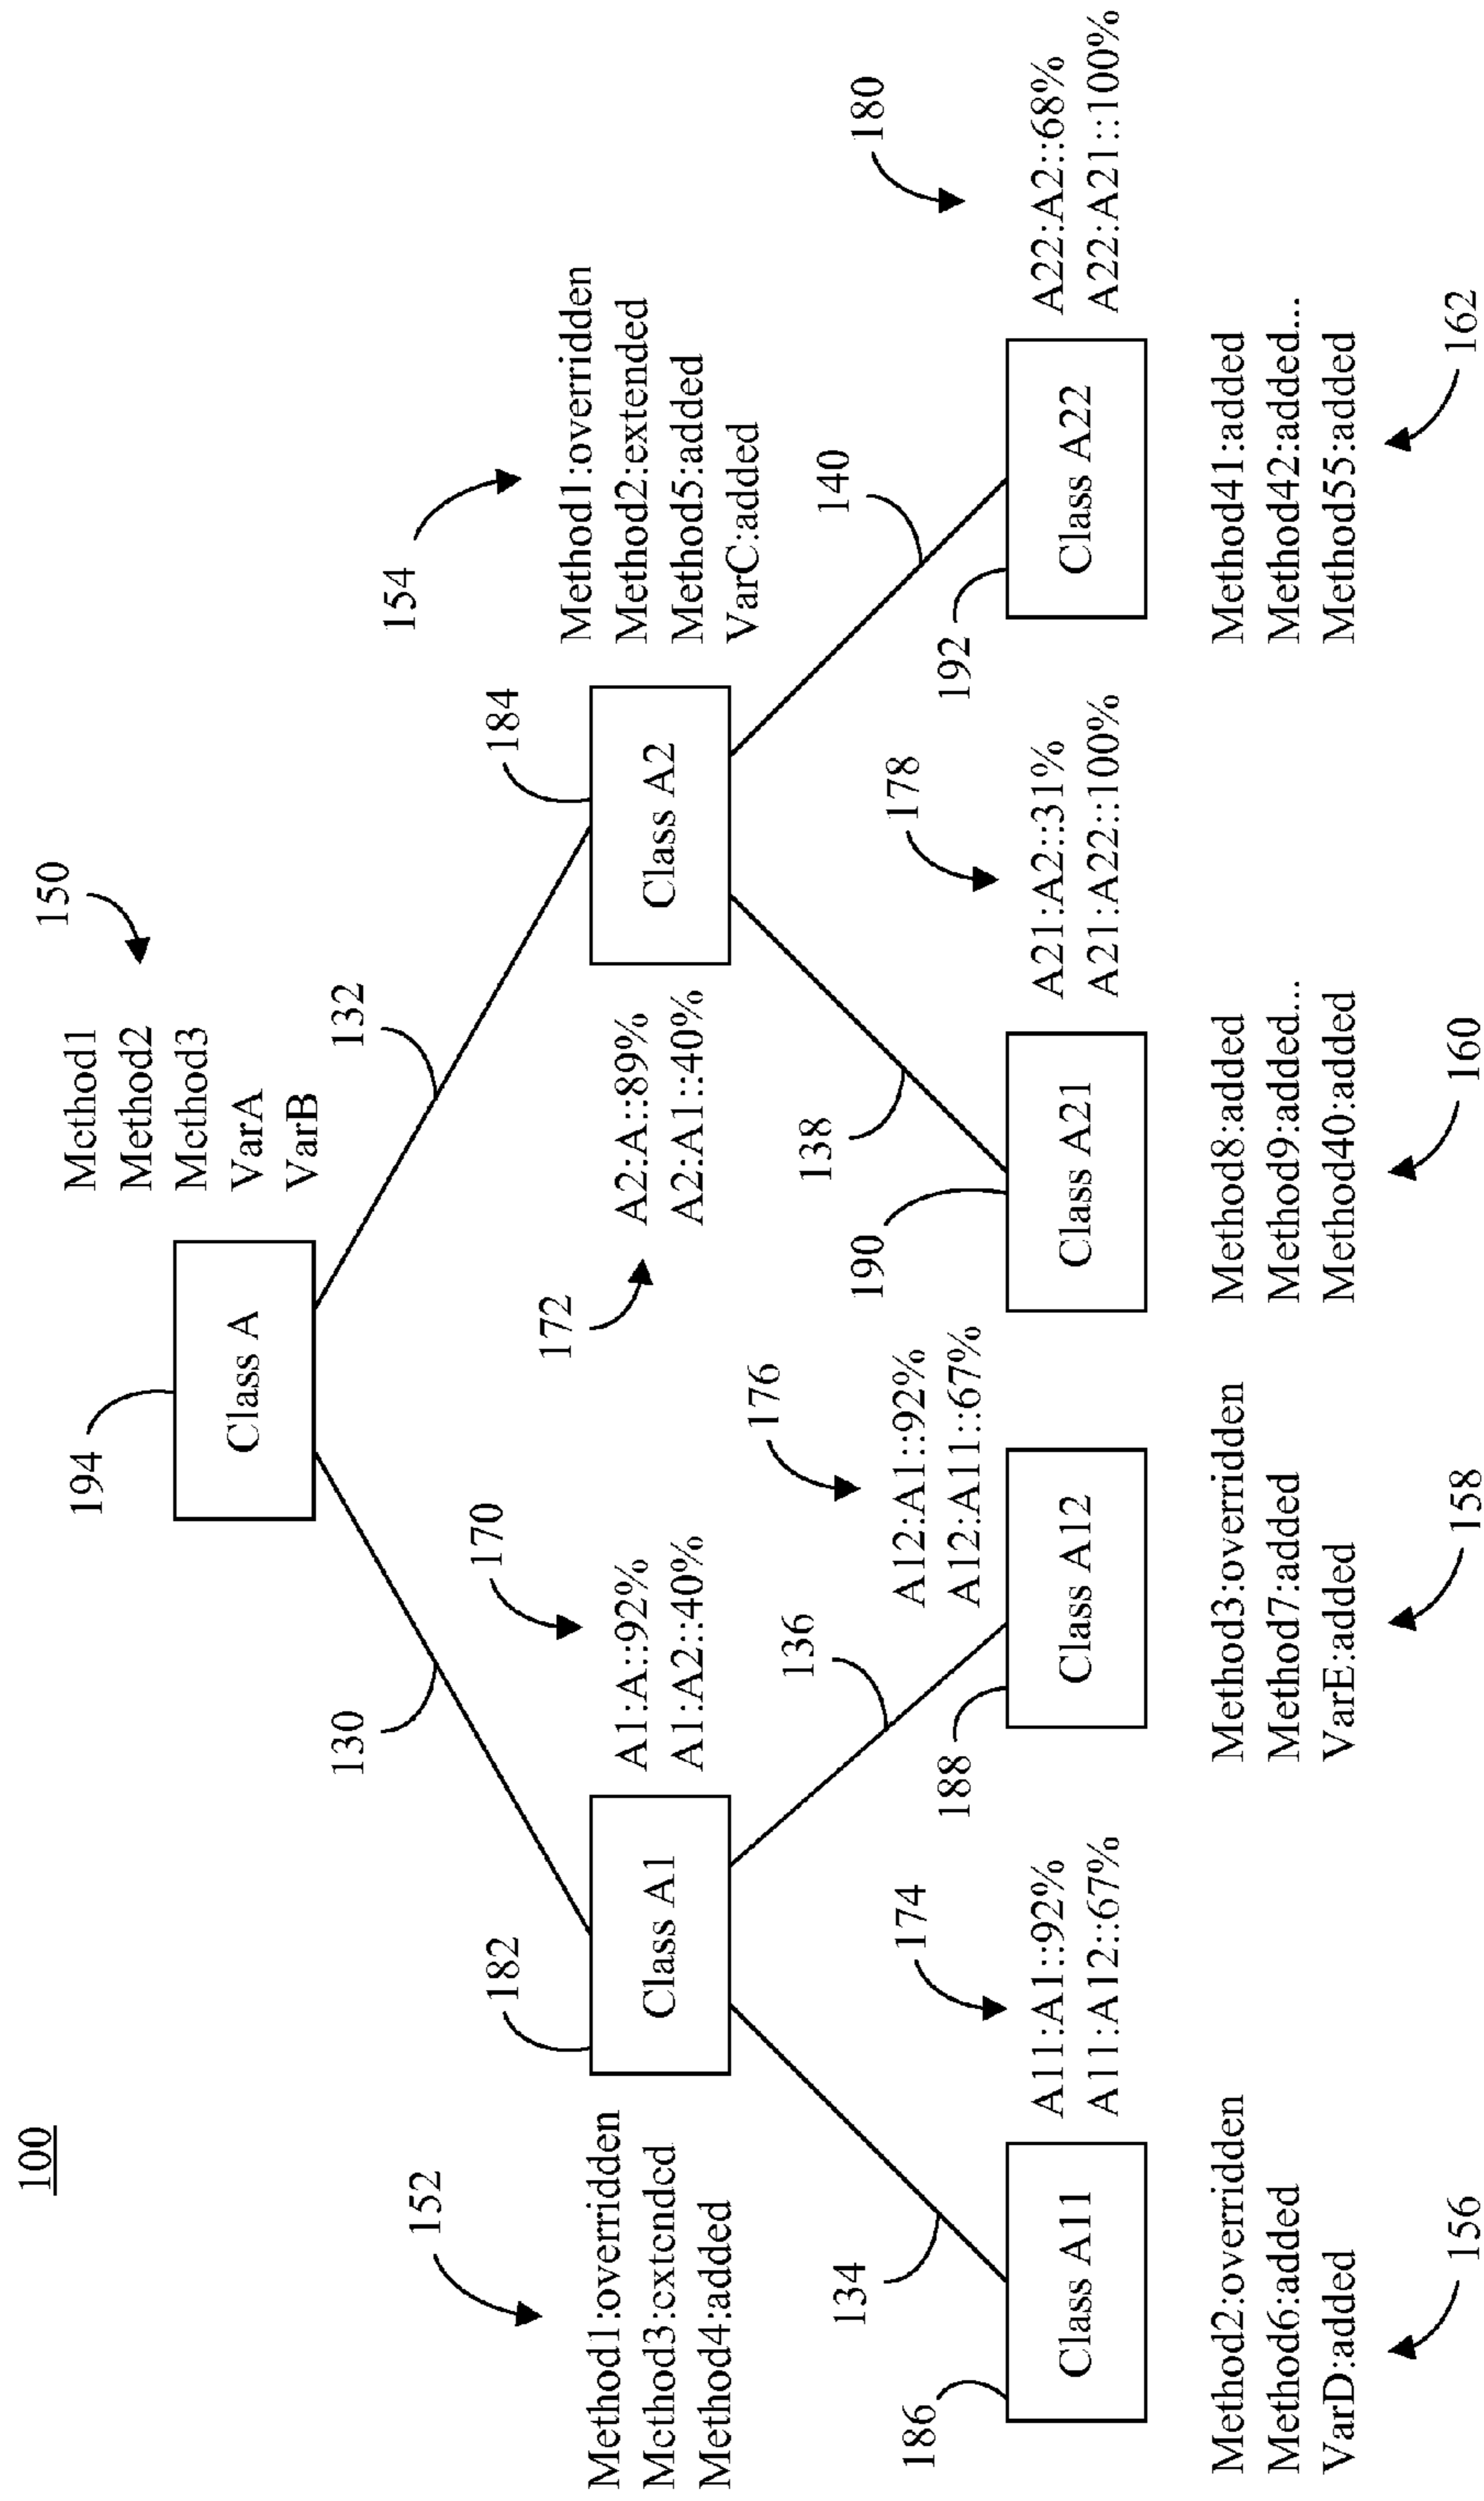 100
150
194
Class A
Method1
Method2
Method3
VarA
VarB
130
132
152
182
170
172
184
154
Method1:overridden
Method3:extended
Method4:added
Class A1
A1:A::92%
A1:A2::40%
A2:A::89%
A2:A1::40%
Class A2
Method1:overridden
Method2:extended
Method5:added
VarC:added
134
136
138
140
186
174
188
176
190
178
192
180
Class A11
A11:A1::92%
A11:A12::67%
Class A12
A12:A1::92%
A12:A11::67%
Class A21
A21:A2::31%
A21:A22::100%
Class A22
A22:A2::68%
A22:A21::100%
Method2:overridden
Method6:added
VarD:added
Method3:overridden
Method7:added
VarE:added
Method8:added
Method9:added...
Method40:added
Method41:added
Method42:added...
Method55:added
156
158
160
162